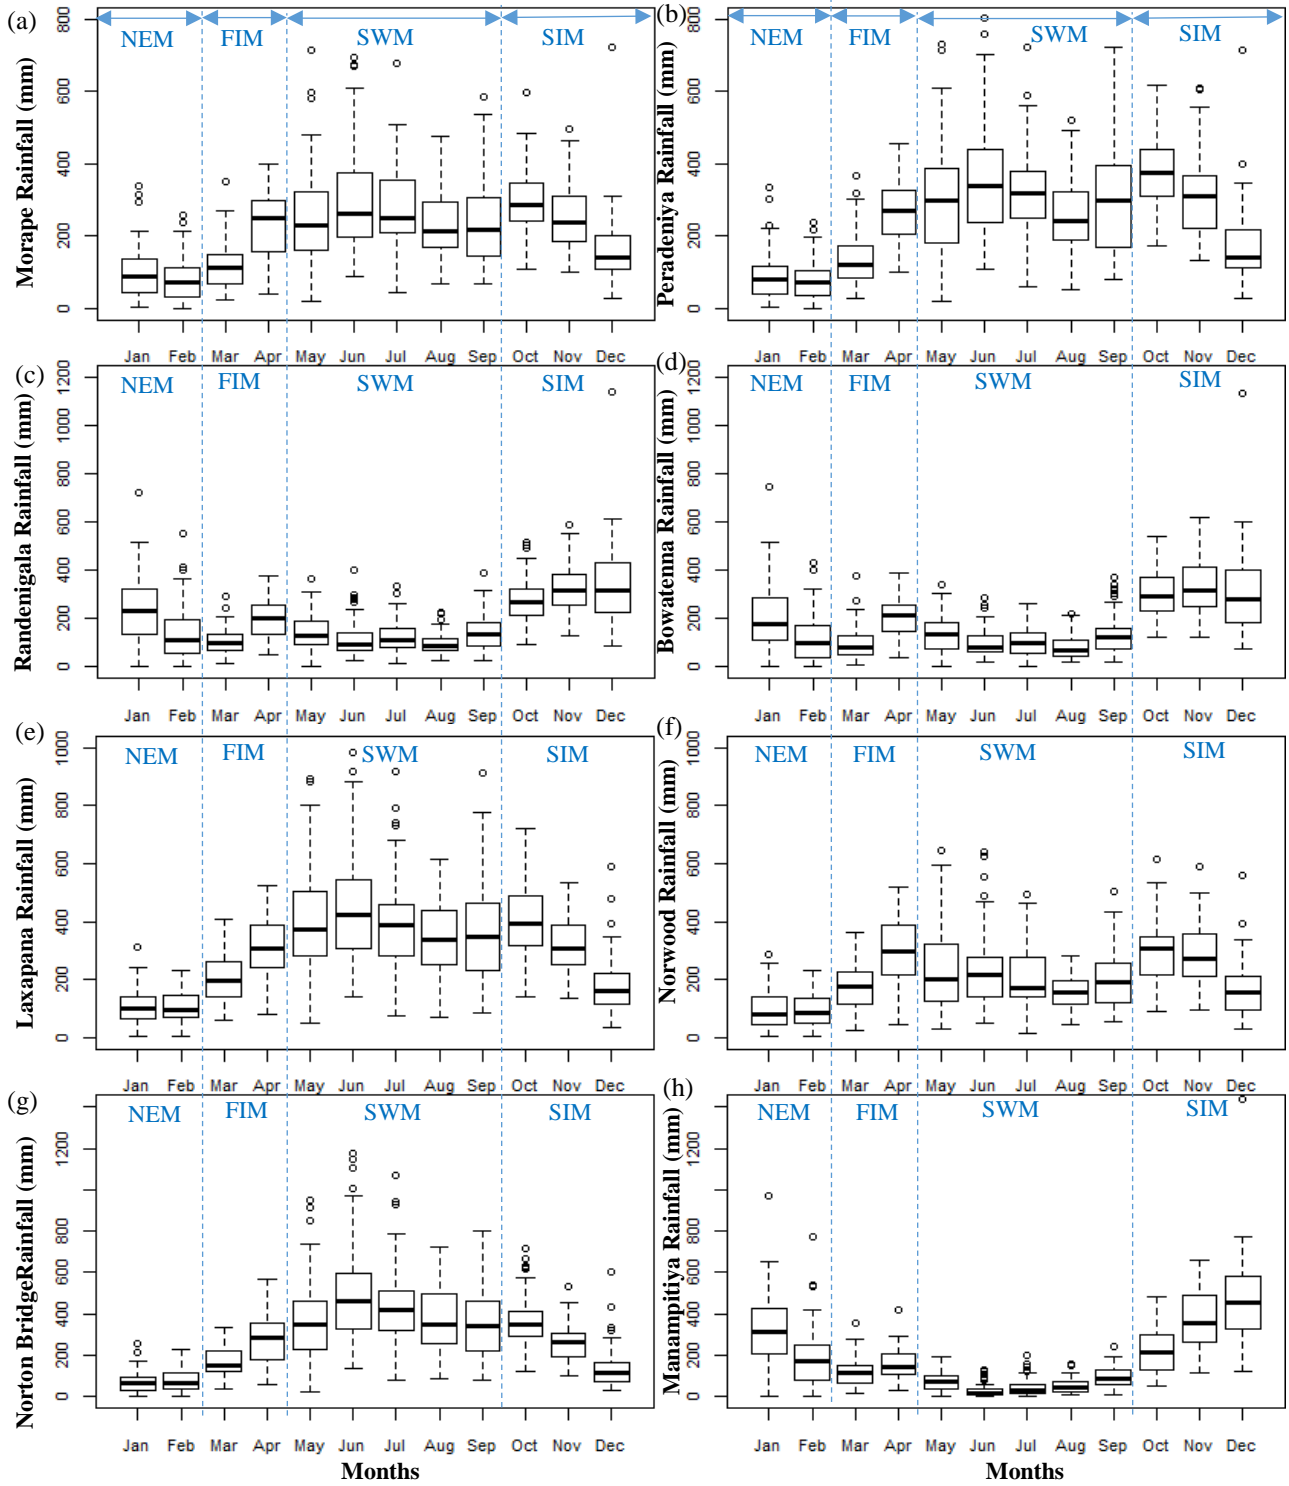 (a) NEM FIM SWM SIM
Morape Rainfall (mm)
0 200 400 600 800
Jan Feb Mar Apr May Jun Jul Aug Sep Oct Nov Dec
(b) NEM FIM SWM SIM
Peradeniya Rainfall (mm)
0 200 400 600 800
Jan Feb Mar Apr May Jun Jul Aug Sep Oct Nov Dec
(c) NEM FIM SWM SIM
Randenigala Rainfall (mm)
0 200 400 600 800 1000 1200
Jan Feb Mar Apr May Jun Jul Aug Sep Oct Nov Dec
(d) NEM FIM SWM SIM
Bowatenna Rainfall (mm)
0 200 400 600 800 1000 1200
Jan Feb Mar Apr May Jun Jul Aug Sep Oct Nov Dec
(e) NEM FIM SWM SIM
Laxapana Rainfall (mm)
0 200 400 600 800 1000
Jan Feb Mar Apr May Jun Jul Aug Sep Oct Nov Dec
(f) NEM FIM SWM SIM
Norwood Rainfall (mm)
0 200 400 600 800 1000
Jan Feb Mar Apr May Jun Jul Aug Sep Oct Nov Dec
(g) NEM FIM SWM SIM
Norton BridgeRainfall (mm)
0 200 400 600 800 1200
Jan Feb Mar Apr May Jun Jul Aug Sep Oct Nov Dec
Months
(h) NEM FIM SWM SIM
Manampitiya Rainfall (mm)
0 200 400 600 800 1200
Jan Feb Mar Apr May Jun Jul Aug Sep Oct Nov Dec
Months